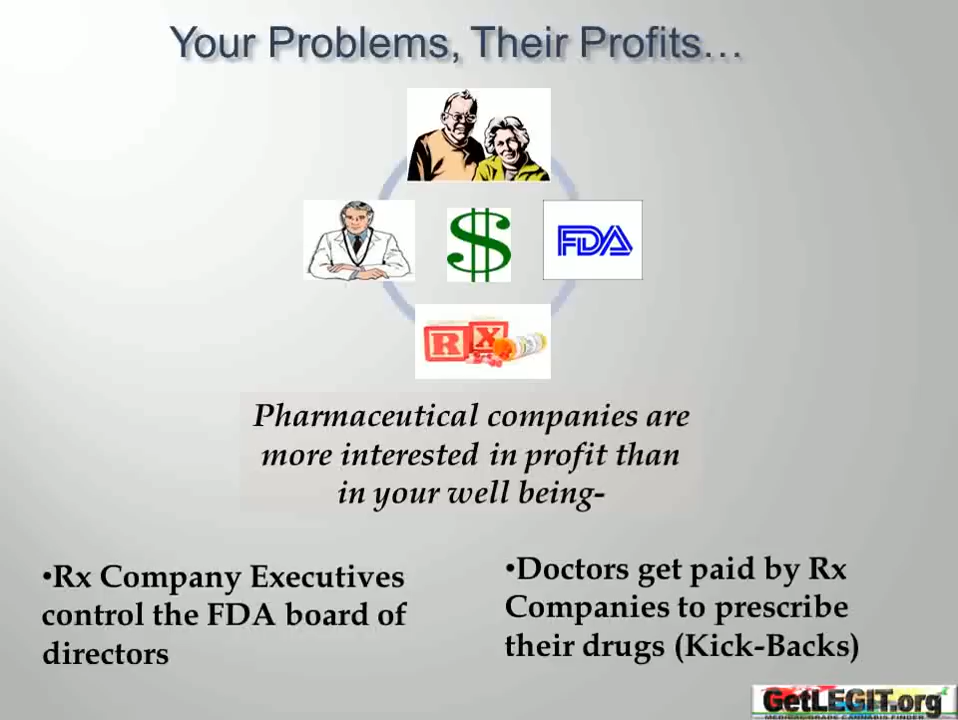 Your Problems, Their Profits…
$
FDA
R X
Pharmaceutical companies are
more interested in profit than
in your well being-
•Rx Company Executives
control the FDA board of
directors
•Doctors get paid by Rx
Companies to prescribe
their drugs (Kick-Backs)
GetLEGIT.org
MEDICAL GRADE CANNABIS FINDER